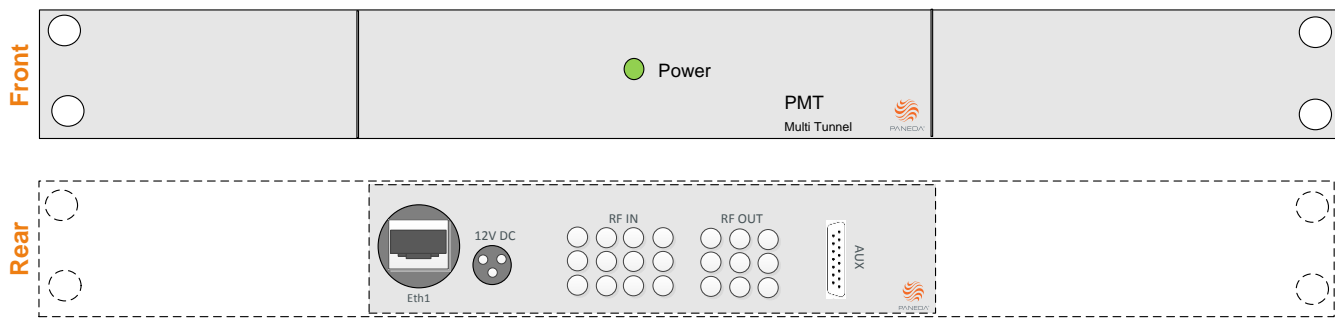 Front
Power
PMT
Multi Tunnel
PANEDA
Rear
RF IN
RF OUT
12V DC
AUX
Eth1
PANEDA